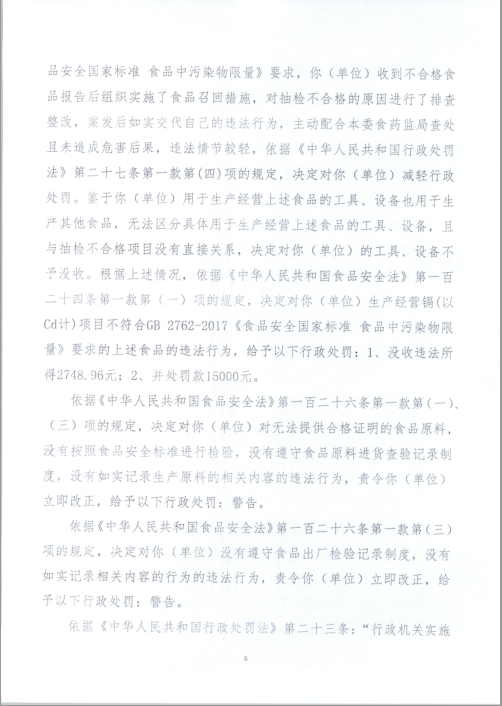 品安全国家标准 食品中污染物限量》要求，你（单位）收到不合格食
品报告后组织实施了食品召回措施，对抽检不合格的原因进行了排查
整改，案发后如实交代自己的违法行为，主动配合本委食药监局查处
且未造成危害后果，违法情节较轻，依据《中华人民共和国行政处罚
法》第二十七条第一款第(四)项的规定，决定对你（单位）减轻行政
处罚。鉴于你（单位）用于生产经营上述食品的工具、设备也用于生
产其他食品，无法区分具体用于生产经营上述食品的工具、设备，且
与抽检不合格项目没有直接关系，决定对你（单位）的工具、设备不
予没收。根据上述情况，依据《中华人民共和国食品安全法》第一百
二十四条第一款第（一）项的规定，决定对你（单位）生产经营镉(以
Cd计)项目不符合GB 2762-2017《食品安全国家标准 食品中污染物限
量》要求的上述食品的违法行为，给予以下行政处罚：1、没收违法所
得2748.96元；2、并处罚款15000元。
依据《中华人民共和国食品安全法》第一百二十六条第一款第(一)、
（三）项的规定，决定对你（单位）对无法提供合格证明的食品原料，
没有按照食品安全标准进行检验，没有遵守食品原料进货查验记录制
度，没有如实记录生产原料的相关内容的违法行为，责令你（单位）
立即改正，给予以下行政处罚：警告。
依据《中华人民共和国食品安全法》第一百二十六条第一款第(三)
项的规定，决定对你（单位）没有遵守食品出厂检验记录制度，没有
如实记录相关内容的行为的违法行为，责令你（单位）立即改正，给
予以下行政处罚：警告。
依据《中华人民共和国行政处罚法》第二十三条：“行政机关实施
6